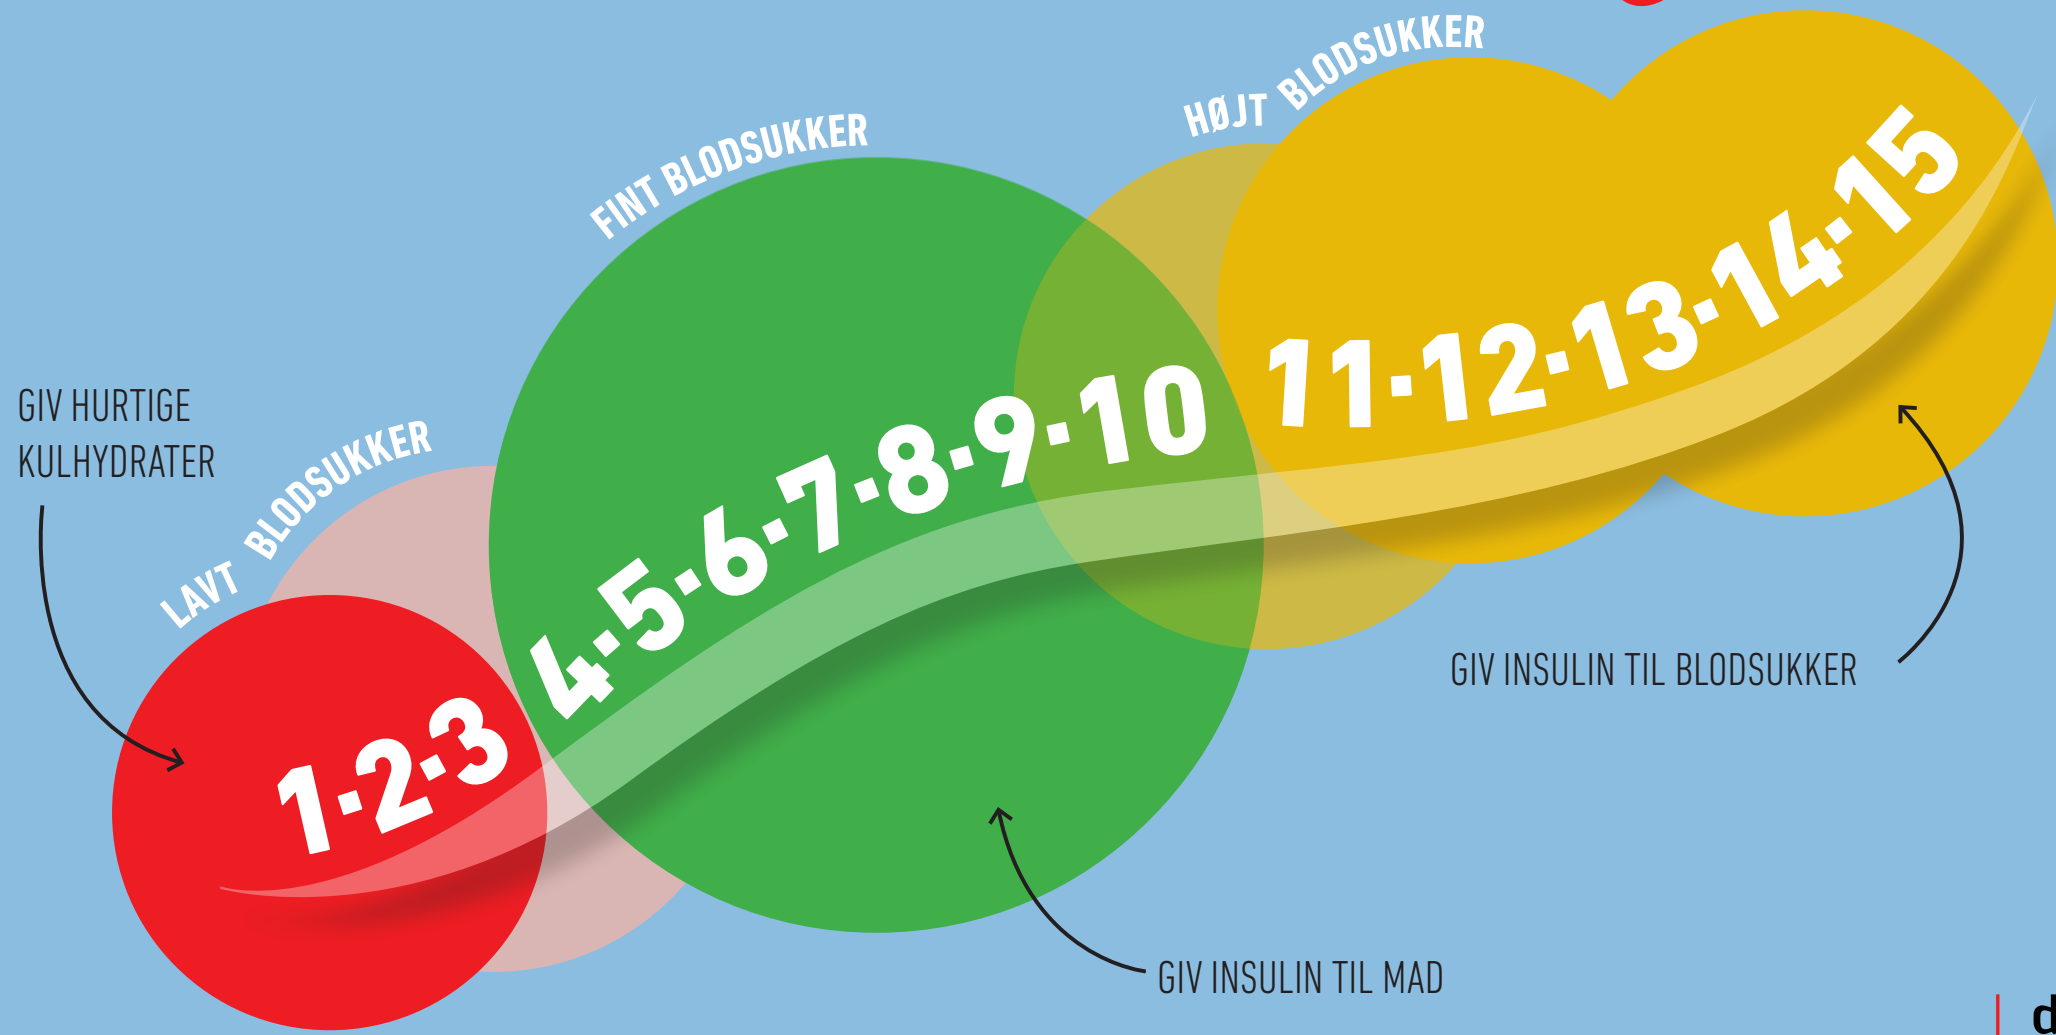 HØJT BLODSUKKER
FINT BLODSUKKER
LAVT BLODSUKKER
GIV HURTIGE
KULHYDRATER
1·2·3
4·5·6·7·8·9·10
11·12·13·14·15
GIV INSULIN TIL BLODSUKKER
GIV INSULIN TIL MAD